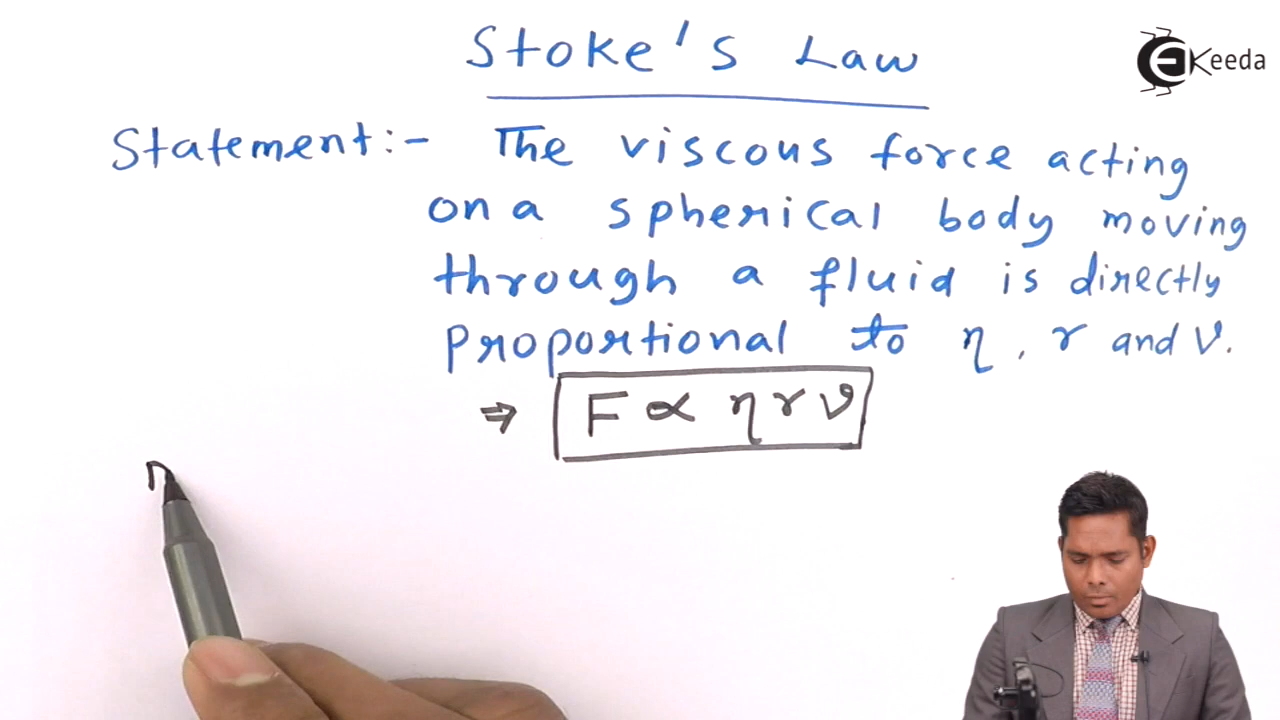 Stoke's Law
EKeeda
Statement:- The viscous force acting
on a spherical body moving
through a fluid is directly
proportional to η, r and v.
⇒ F ∝ η r v